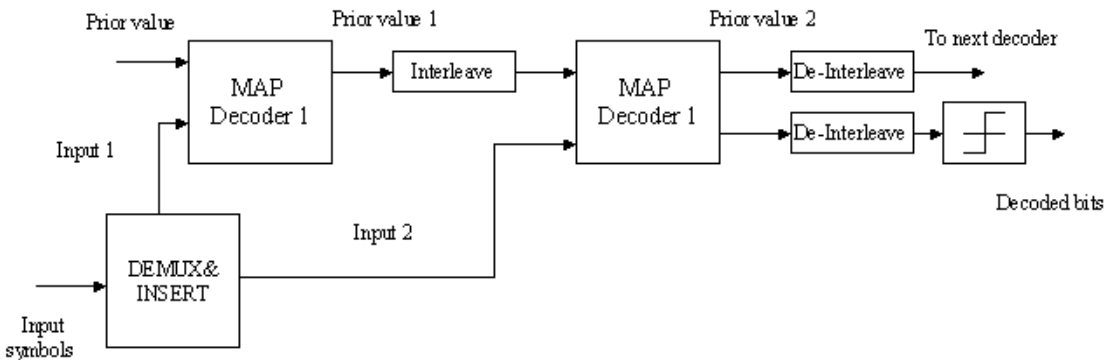 Prior value
Prior value 1
Prior value 2
To next decoder
MAP
Decoder 1
Interleave
MAP
Decoder 1
De-Interleave
De-Interleave
Input 1
Input 2
Decoded bits
DEMUX&
INSERT
Input
symbols